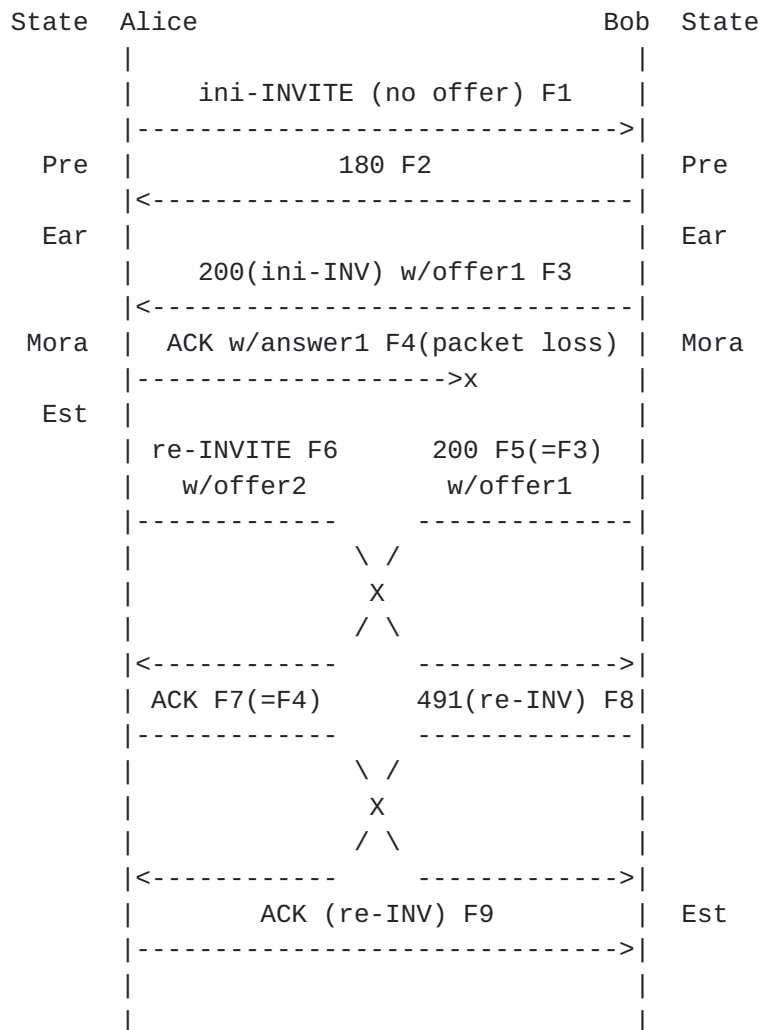 State  Alice                          Bob  State
       |                               |
       |    ini-INVITE (no offer) F1   |
       |------------------------------>|
  Pre  |             180 F2            |  Pre
       |<------------------------------|
  Ear  |                               |  Ear
       |    200(ini-INV) w/offer1 F3   |
       |<------------------------------|
 Mora  |  ACK w/answer1 F4(packet loss) |  Mora
       |-------------------->x         |
  Est  |                               |
       | re-INVITE F6      200 F5(=F3) |
       |   w/offer2         w/offer1   |
       |-------------    --------------|
       |              \ /              |
       |               X               |
       |              / \              |
       |<------------    ------------->|
       | ACK F7(=F4)      491(re-INV) F8|
       |-------------    --------------|
       |              \ /              |
       |               X               |
       |              / \              |
       |<------------    ------------->|
       |        ACK (re-INV) F9        |  Est
       |------------------------------>|
       |                               |
       |                               |